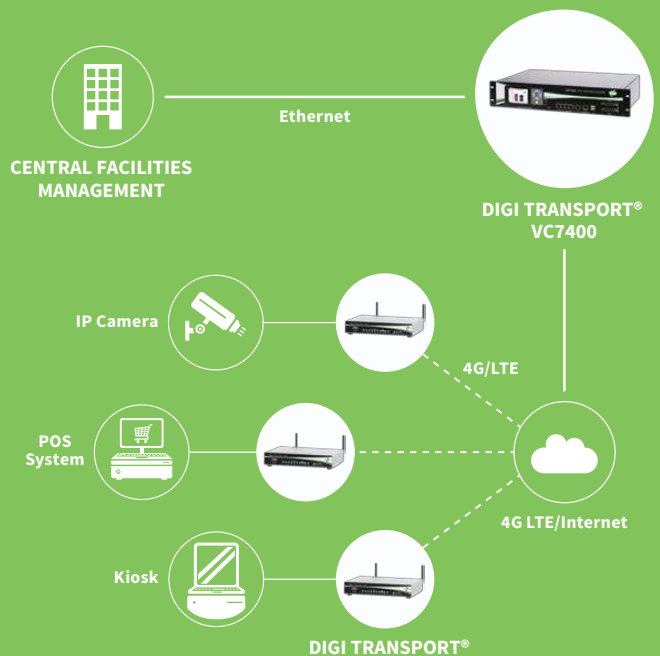 Ethernet
CENTRAL FACILITIES
MANAGEMENT
DIGI TRANSPORT®
VC7400
IP Camera
4G/LTE
POS
System
4G LTE/Internet
Kiosk
DIGI TRANSPORT®